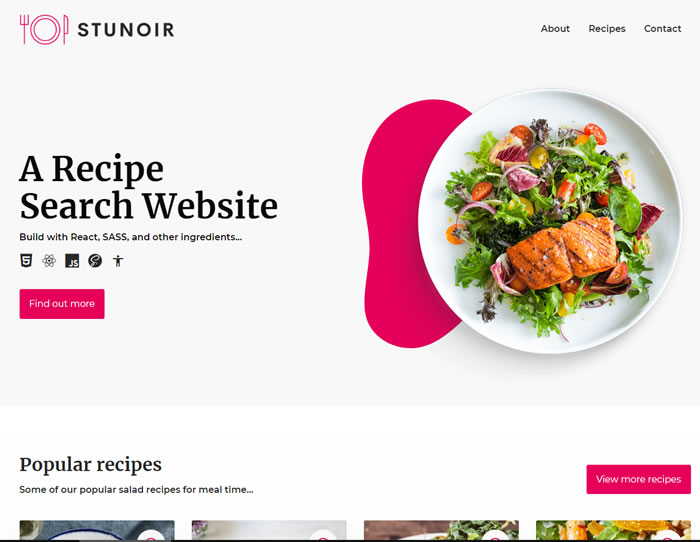 STUNOIR
About Recipes Contact
A Recipe
Search Website
Build with React, SASS, and other ingredients...
JS
Find out more
Popular recipes
Some of our popular salad recipes for meal time...
View more recipes